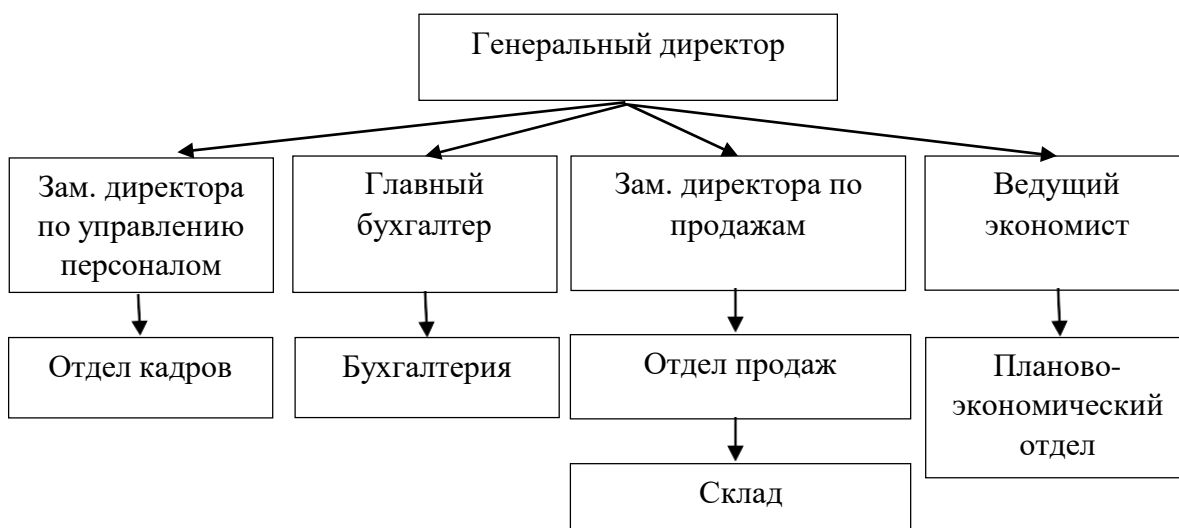 Генеральный директор
Зам. директора
по управлению
персоналом
Главный
бухгалтер
Зам. директора по
продажам
Ведущий
экономист
Отдел кадров
Бухгалтерия
Отдел продаж
Планово-
экономический
отдел
Склад